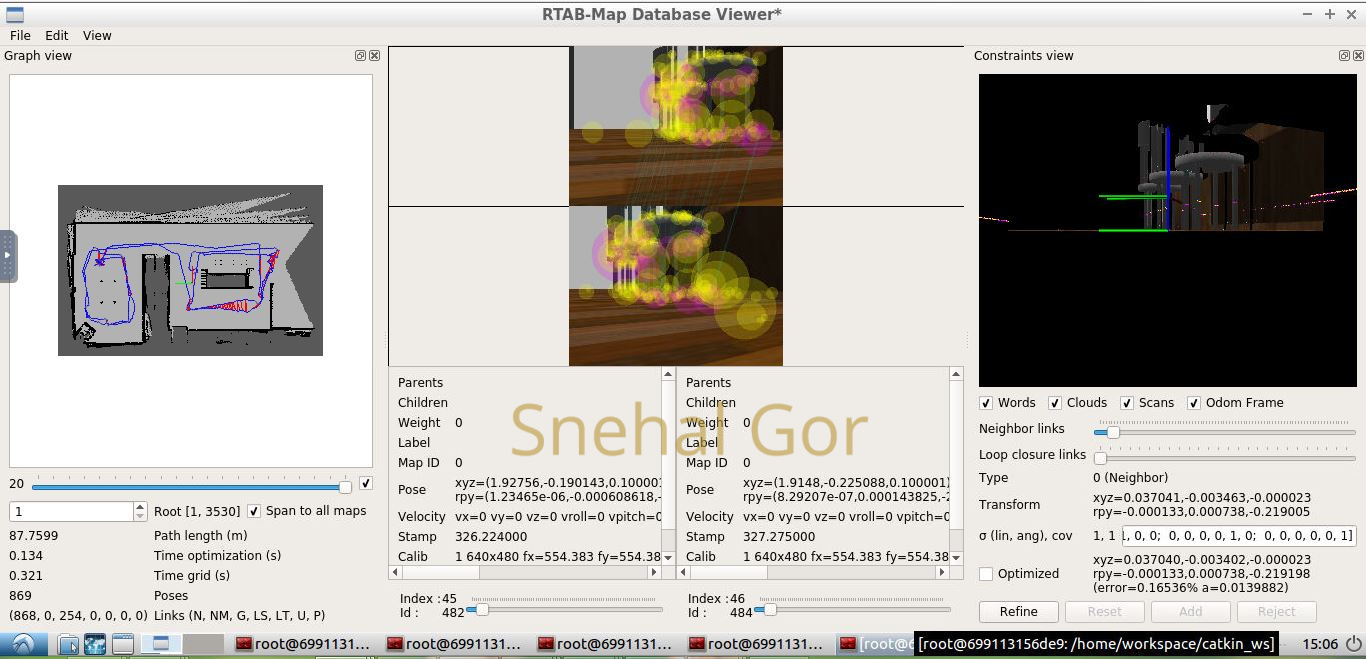 RTAB-Map Database Viewer*
File Edit View
Graph view
20
1 Root [1, 3530] Span to all maps
87.7599 Path length (m)
0.134 Time optimization (s)
0.321 Time grid (s)
869 Poses
(868, 0, 254, 0, 0, 0, 0) Links (N, NM, G, LS, LT, U, P)
Parents
Children
Weight 0
Label
Map ID 0
Pose xyz=(1.92756,-0.190143,0.100001
rpy=(1.23465e-06,-0.000608618,-
Velocity vx=0 vy=0 vz=0 vroll=0 vpitch=0
Stamp 326.224000
Calib 1 640x480 fx=554.383 fy=554.38
Index : 45
Id : 482
Parents
Children
Weight 0
Label
Map ID 0
Pose xyz=(1.9148,-0.225088,0.100001)
rpy=(8.29207e-07,0.000143825,-2
Velocity vx=0 vy=0 vz=0 vroll=0 vpitch=0
Stamp 327.275000
Calib 1 640x480 fx=554.383 fy=554.38
Index : 46
Id : 484
Snehal Gor
Constraints view
Words Clouds Scans Odom Frame
Neighbor links
Loop closure links
Type 0 (Neighbor)
Transform xyz=0.037041,-0.003463,-0.000023
rpy=-0.000133,0.000738,-0.219005
σ (lin, ang), cov 1, 1 , 0, 0; 0, 0, 0, 0, 1, 0; 0, 0, 0, 0, 0, 1]
Optimized xyz=0.037040,-0.003402,-0.000023
rpy=-0.000133,0.000738,-0.219198
(error=0.16536% a=0.0139882)
Refine Reset Add Reject
root@6991131... root@6991131... root@6991131... root@6991131... [root@6 [root@699113156de9: /home/workspace/catkin_ws] 15:06